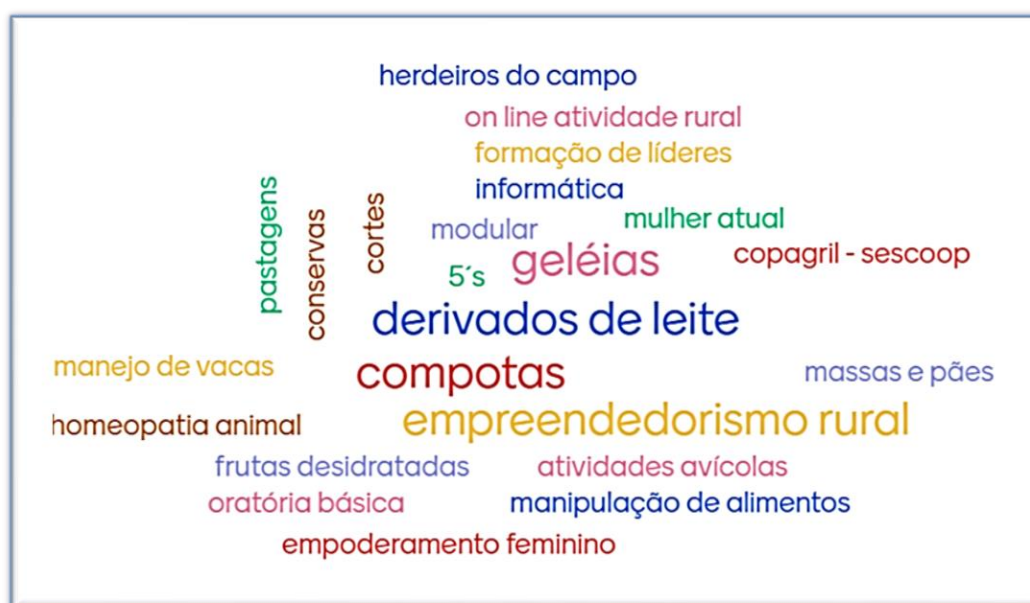 herdeiros do campo
on line atividade rural
formação de líderes
informática
pastagens
conservas
cortes
modular
mulher atual
copagril - sescoop
5´s
geléias
derivados de leite
manejo de vacas
compotas
massas e pães
homeopatia animal
empreendedorismo rural
frutas desidratadas
atividades avícolas
oratória básica
manipulação de alimentos
empoderamento feminino